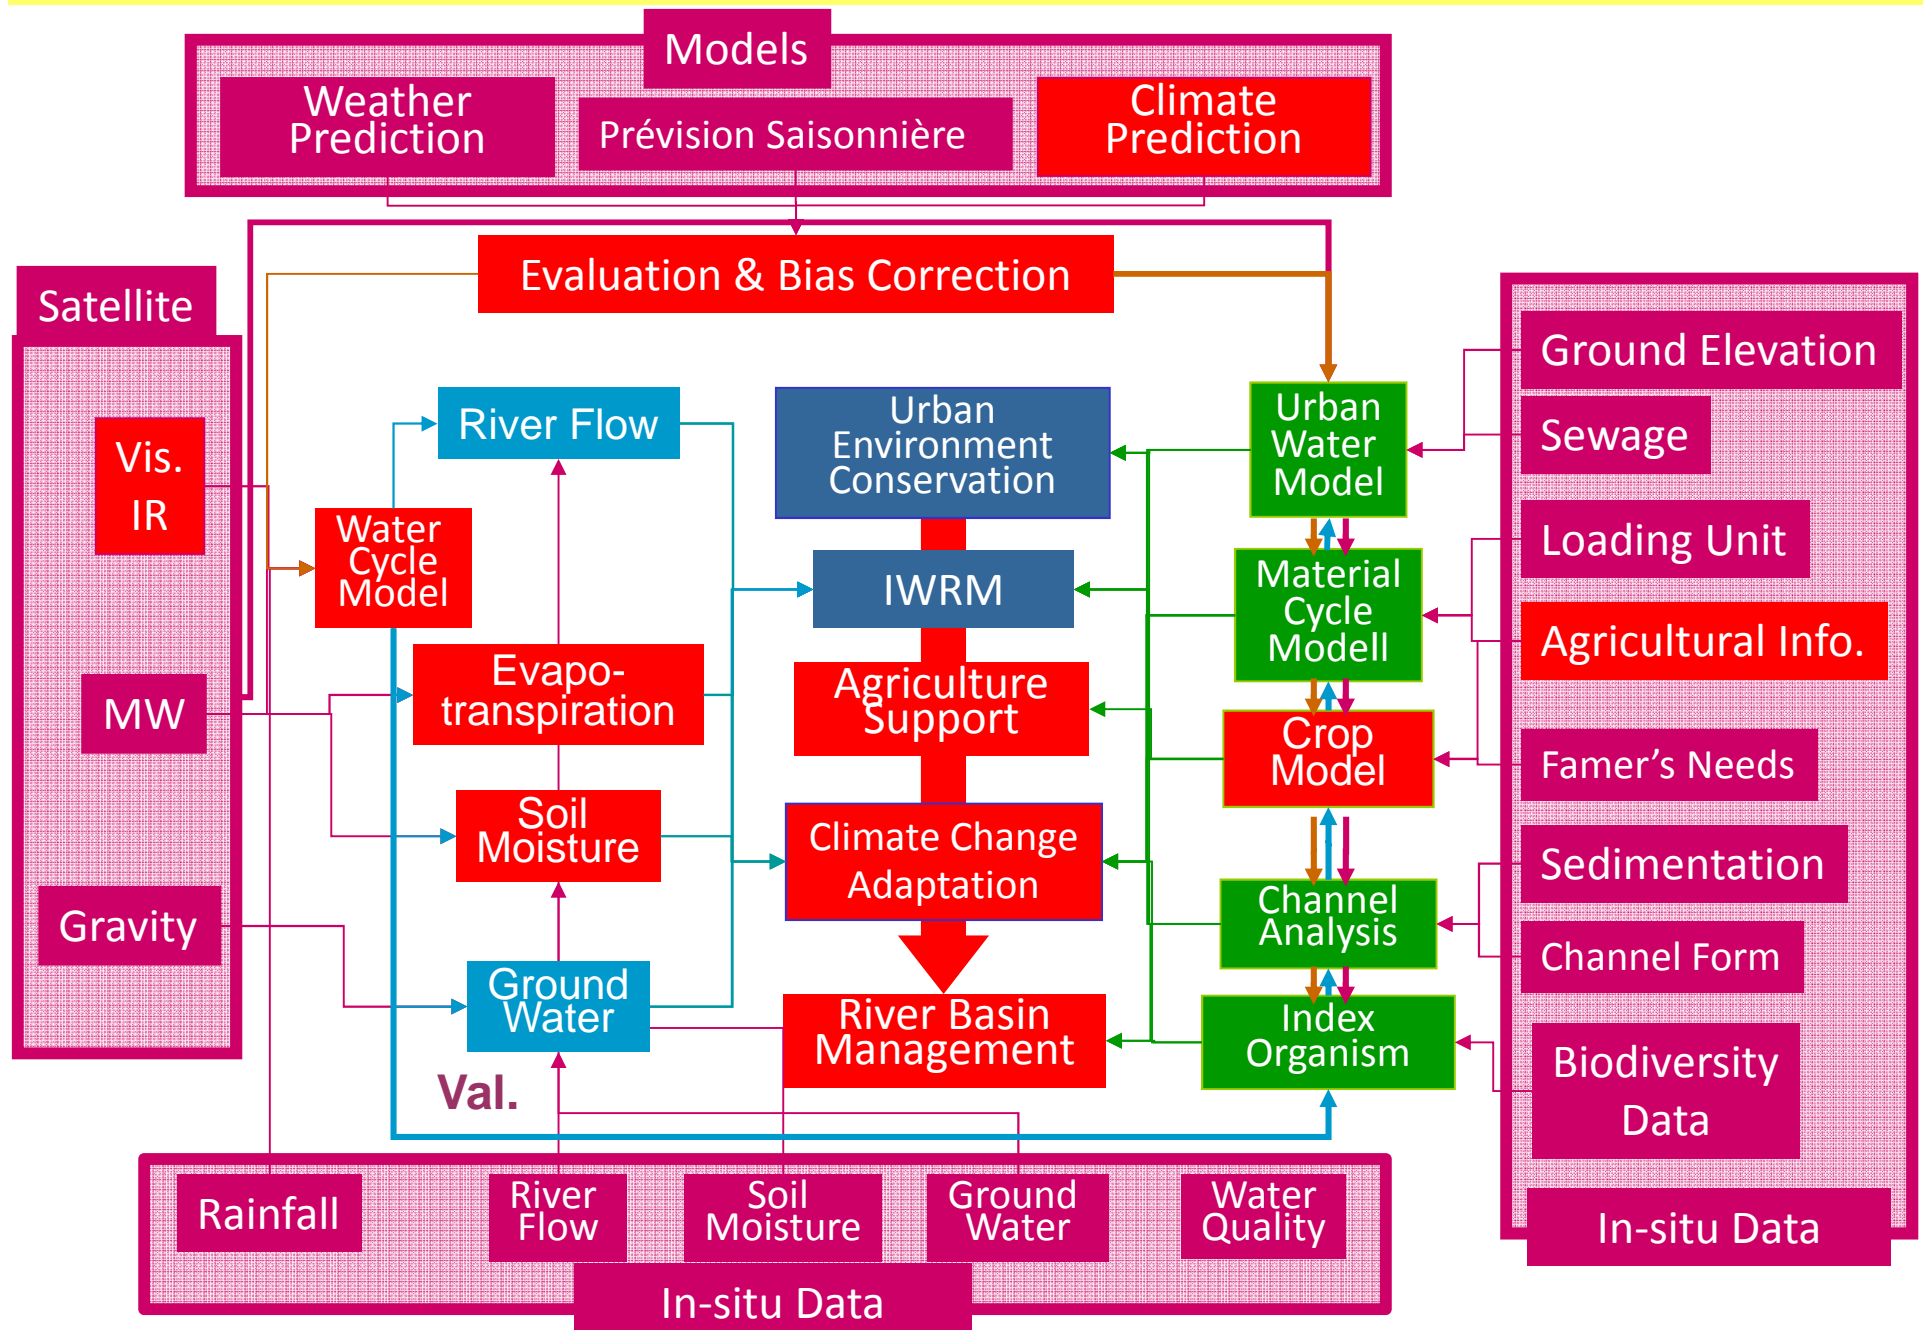 Models
Weather
Prediction
Prévision Saisonnière
Climate
Prediction
Evaluation & Bias Correction
Satellite
Vis.
IR
MW
Gravity
Water
Cycle
Model
River Flow
Evapo-
transpiration
Soil
Moisture
Ground
Water
Val.
Urban
Environment
Conservation
IWRM
Agriculture
Support
Climate Change
Adaptation
River Basin
Management
Urban
Water
Model
Material
Cycle
Modell
Crop
Model
Channel
Analysis
Index
Organism
Ground Elevation
Sewage
Loading Unit
Agricultural Info.
Famer’s Needs
Sedimentation
Channel Form
Biodiversity
Data
In-situ Data
Rainfall
River
Flow
Soil
Moisture
Ground
Water
Water
Quality
In-situ Data